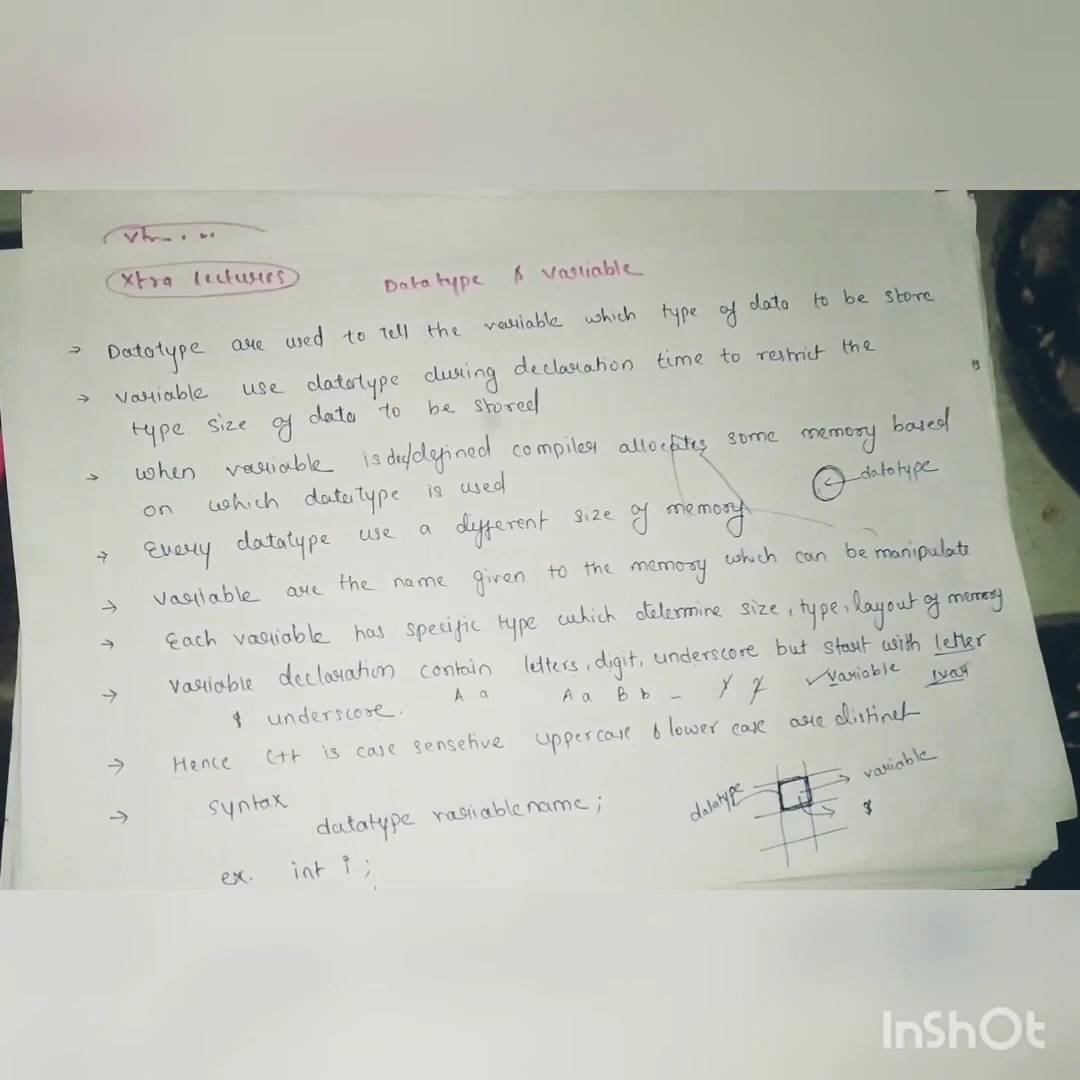 Xtra lectures Datatype & variable
→ Datatype are used to tell the variable which type of data to be store
→ variable use datatype during declaration time to restrict the
type size of data to be stored
→ when variable is dec/defined compiler allocates some memory based
on which datatype is used
datatype
→ Every datatype use a different size of memory
→ variable are the name given to the memory which can be manipulate
→ Each variable has specific type which determine size, type, layout of memory
→ variable declaration contain letters, digit, underscore but start with letter
& underscore. A a A a B b _ ✓variable 1var
→ Hence C++ is case sensetive uppercase & lower case are distinct
→ syntax
datatype variablename;
datatype variable
$
ex. int i;
InShOt